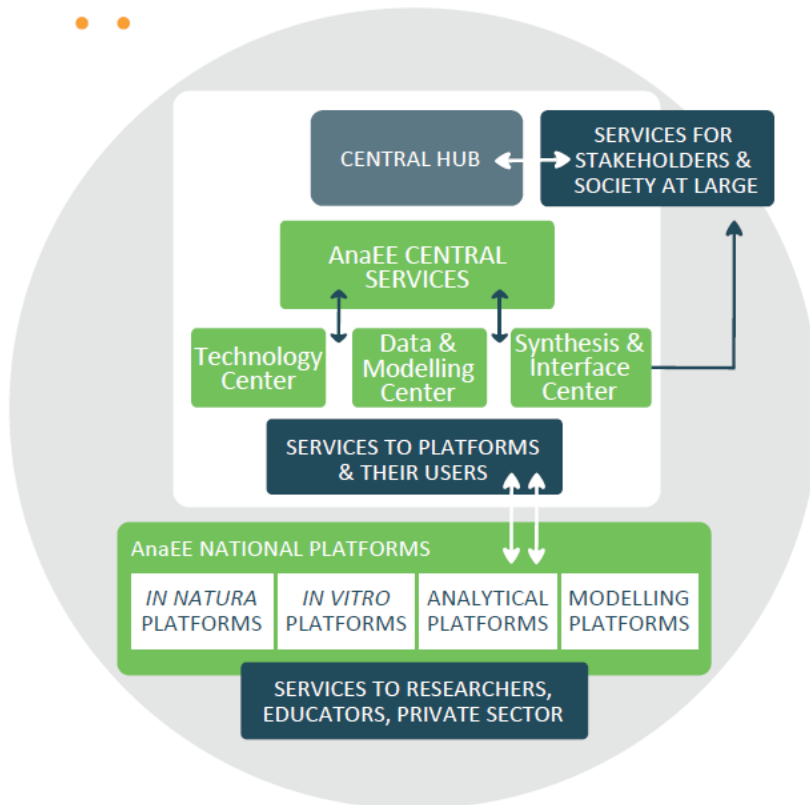 CENTRAL HUB
SERVICES FOR
STAKEHOLDERS &
SOCIETY AT LARGE
AnaEE CENTRAL
SERVICES
Technology
Center
Data &
Modelling
Center
Synthesis &
Interface
Center
SERVICES TO PLATFORMS
& THEIR USERS
AnaEE NATIONAL PLATFORMS
IN NATURA
PLATFORMS
IN VITRO
PLATFORMS
ANALYTICAL
PLATFORMS
MODELLING
PLATFORMS
SERVICES TO RESEARCHERS,
EDUCATORS, PRIVATE SECTOR